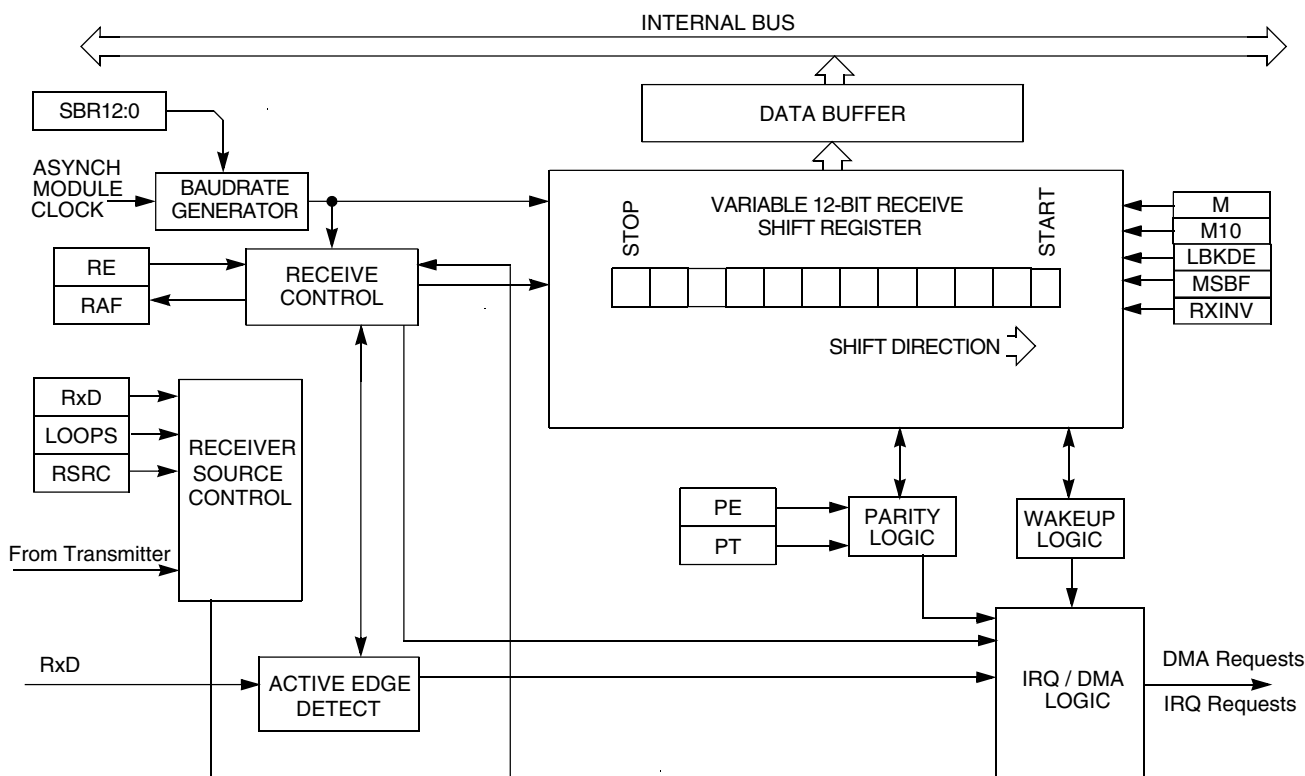 INTERNAL BUS
SBR12:0
DATA BUFFER
ASYNCH
MODULE
CLOCK
BAUDRATE
GENERATOR
VARIABLE 12-BIT RECEIVE
SHIFT REGISTER
STOP
START
M
M10
LBKDE
MSBF
RXINV
RE
RAF
RECEIVE
CONTROL
SHIFT DIRECTION
RxD
LOOPS
RSRC
RECEIVER
SOURCE
CONTROL
From Transmitter
PE
PT
PARITY
LOGIC
WAKEUP
LOGIC
RxD
ACTIVE EDGE
DETECT
IRQ / DMA
LOGIC
DMA Requests
IRQ Requests